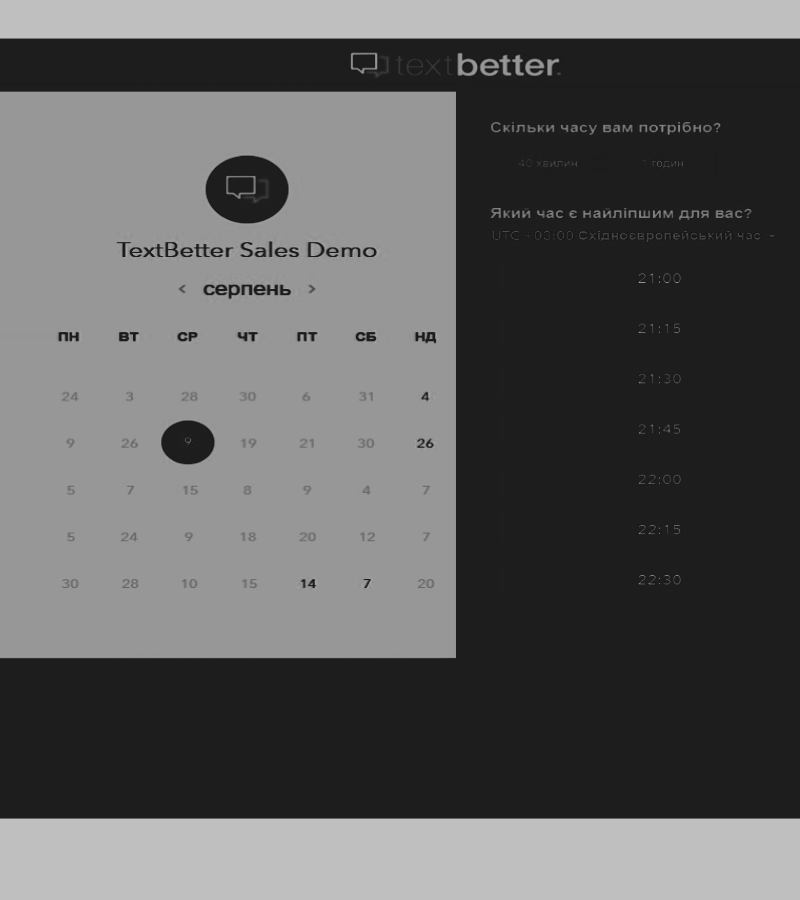 textbetter.
TextBetter Sales Demo
< серпень >
ПН ВТ СР ЧТ ПТ СБ НД
24 3 28 30 6 31 4
9 26 9 19 21 30 26
5 7 15 8 9 4 7
5 24 9 18 20 12 7
30 28 10 15 14 7 20
Скільки часу вам потрібно?
40 хвилин 1 годин
Який час є найліпшим для вас?
UTC +03:00 Східноєвропейський час
21:00
21:15
21:30
21:45
22:00
22:15
22:30